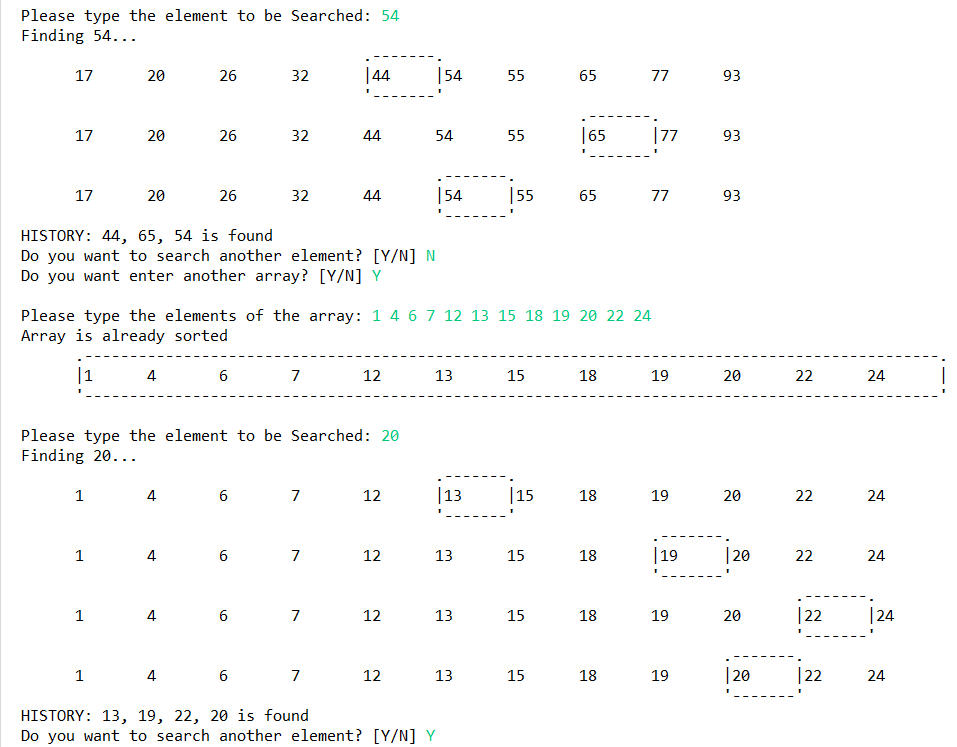 Please type the element to be Searched: 54
Finding 54...
.-------.
17 20 26 32 |44 |54 55 65 77 93
'-------'
.-------.
17 20 26 32 44 54 55 |65 |77 93
'-------'
.-------.
17 20 26 32 44 |54 |55 65 77 93
'-------'
HISTORY: 44, 65, 54 is found
Do you want to search another element? [Y/N] N
Do you want enter another array? [Y/N] Y
Please type the elements of the array: 1 4 6 7 12 13 15 18 19 20 22 24
Array is already sorted
.-----------------------------------------------------------------------------------------------.
|1 4 6 7 12 13 15 18 19 20 22 24 |
'-----------------------------------------------------------------------------------------------'
Please type the element to be Searched: 20
Finding 20...
.-------.
1 4 6 7 12 |13 |15 18 19 20 22 24
'-------'
.-------.
1 4 6 7 12 13 15 18 |19 |20 22 24
'-------'
.-------.
1 4 6 7 12 13 15 18 19 20 |22 |24
'-------'
.-------.
1 4 6 7 12 13 15 18 19 |20 |22 24
'-------'
HISTORY: 13, 19, 22, 20 is found
Do you want to search another element? [Y/N] Y